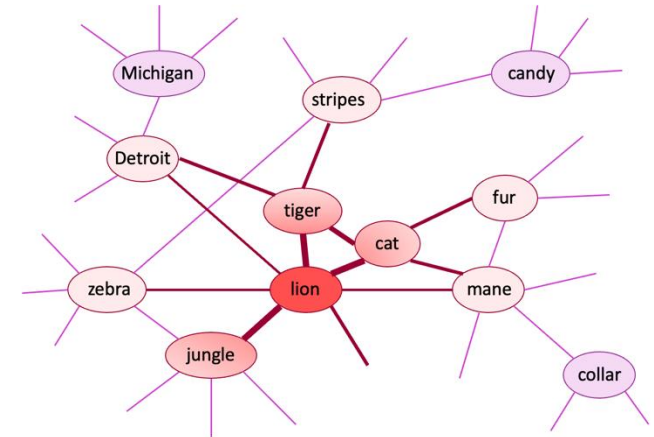 Michigan
candy
stripes
Detroit
fur
tiger
cat
zebra
lion
mane
jungle
collar